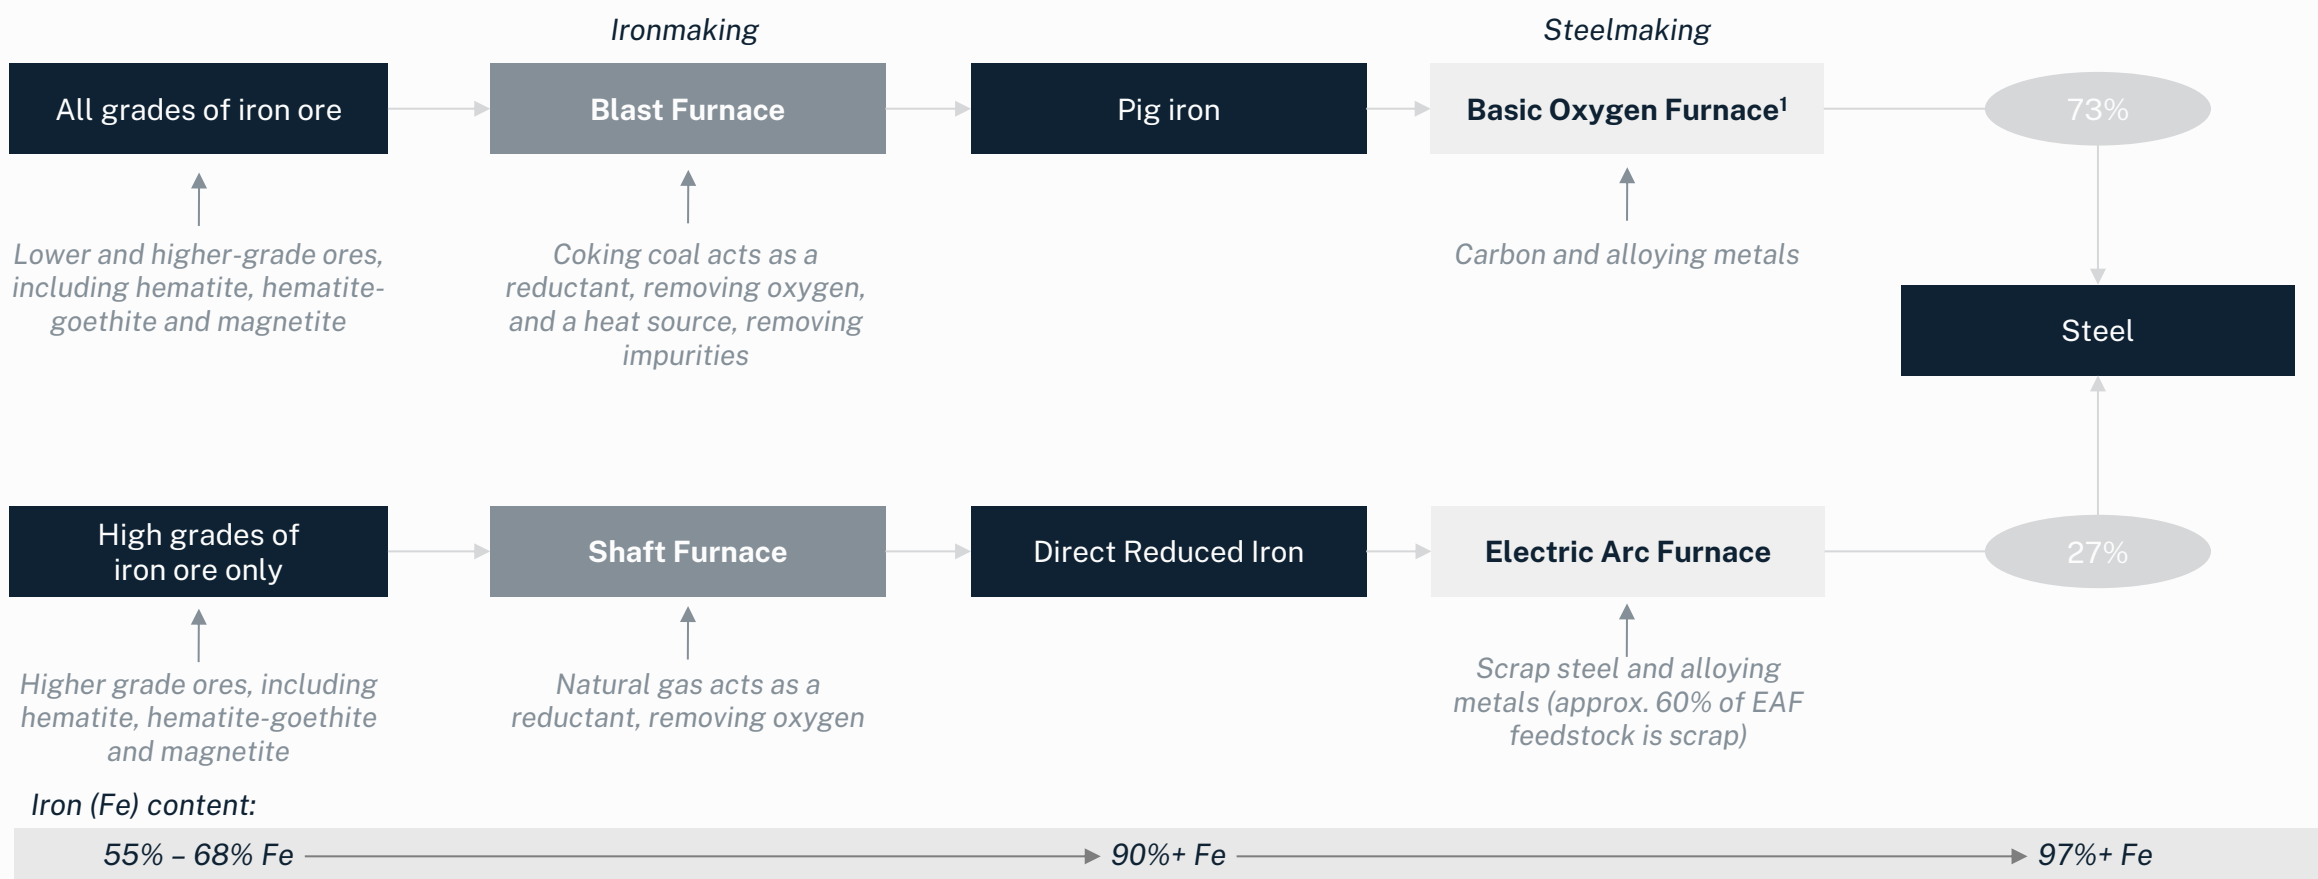 Ironmaking
Steelmaking
All grades of iron ore
Blast Furnace
Pig iron
Basic Oxygen Furnace¹
73%
Lower and higher-grade ores,
including hematite, hematite-
goethite and magnetite
Coking coal acts as a
reductant, removing oxygen,
and a heat source, removing
impurities
Carbon and alloying metals
Steel
High grades of
iron ore only
Shaft Furnace
Direct Reduced Iron
Electric Arc Furnace
27%
Higher grade ores, including
hematite, hematite-goethite
and magnetite
Natural gas acts as a
reductant, removing oxygen
Scrap steel and alloying
metals (approx. 60% of EAF
feedstock is scrap)
Iron (Fe) content:
55% – 68% Fe
90%+ Fe
97%+ Fe